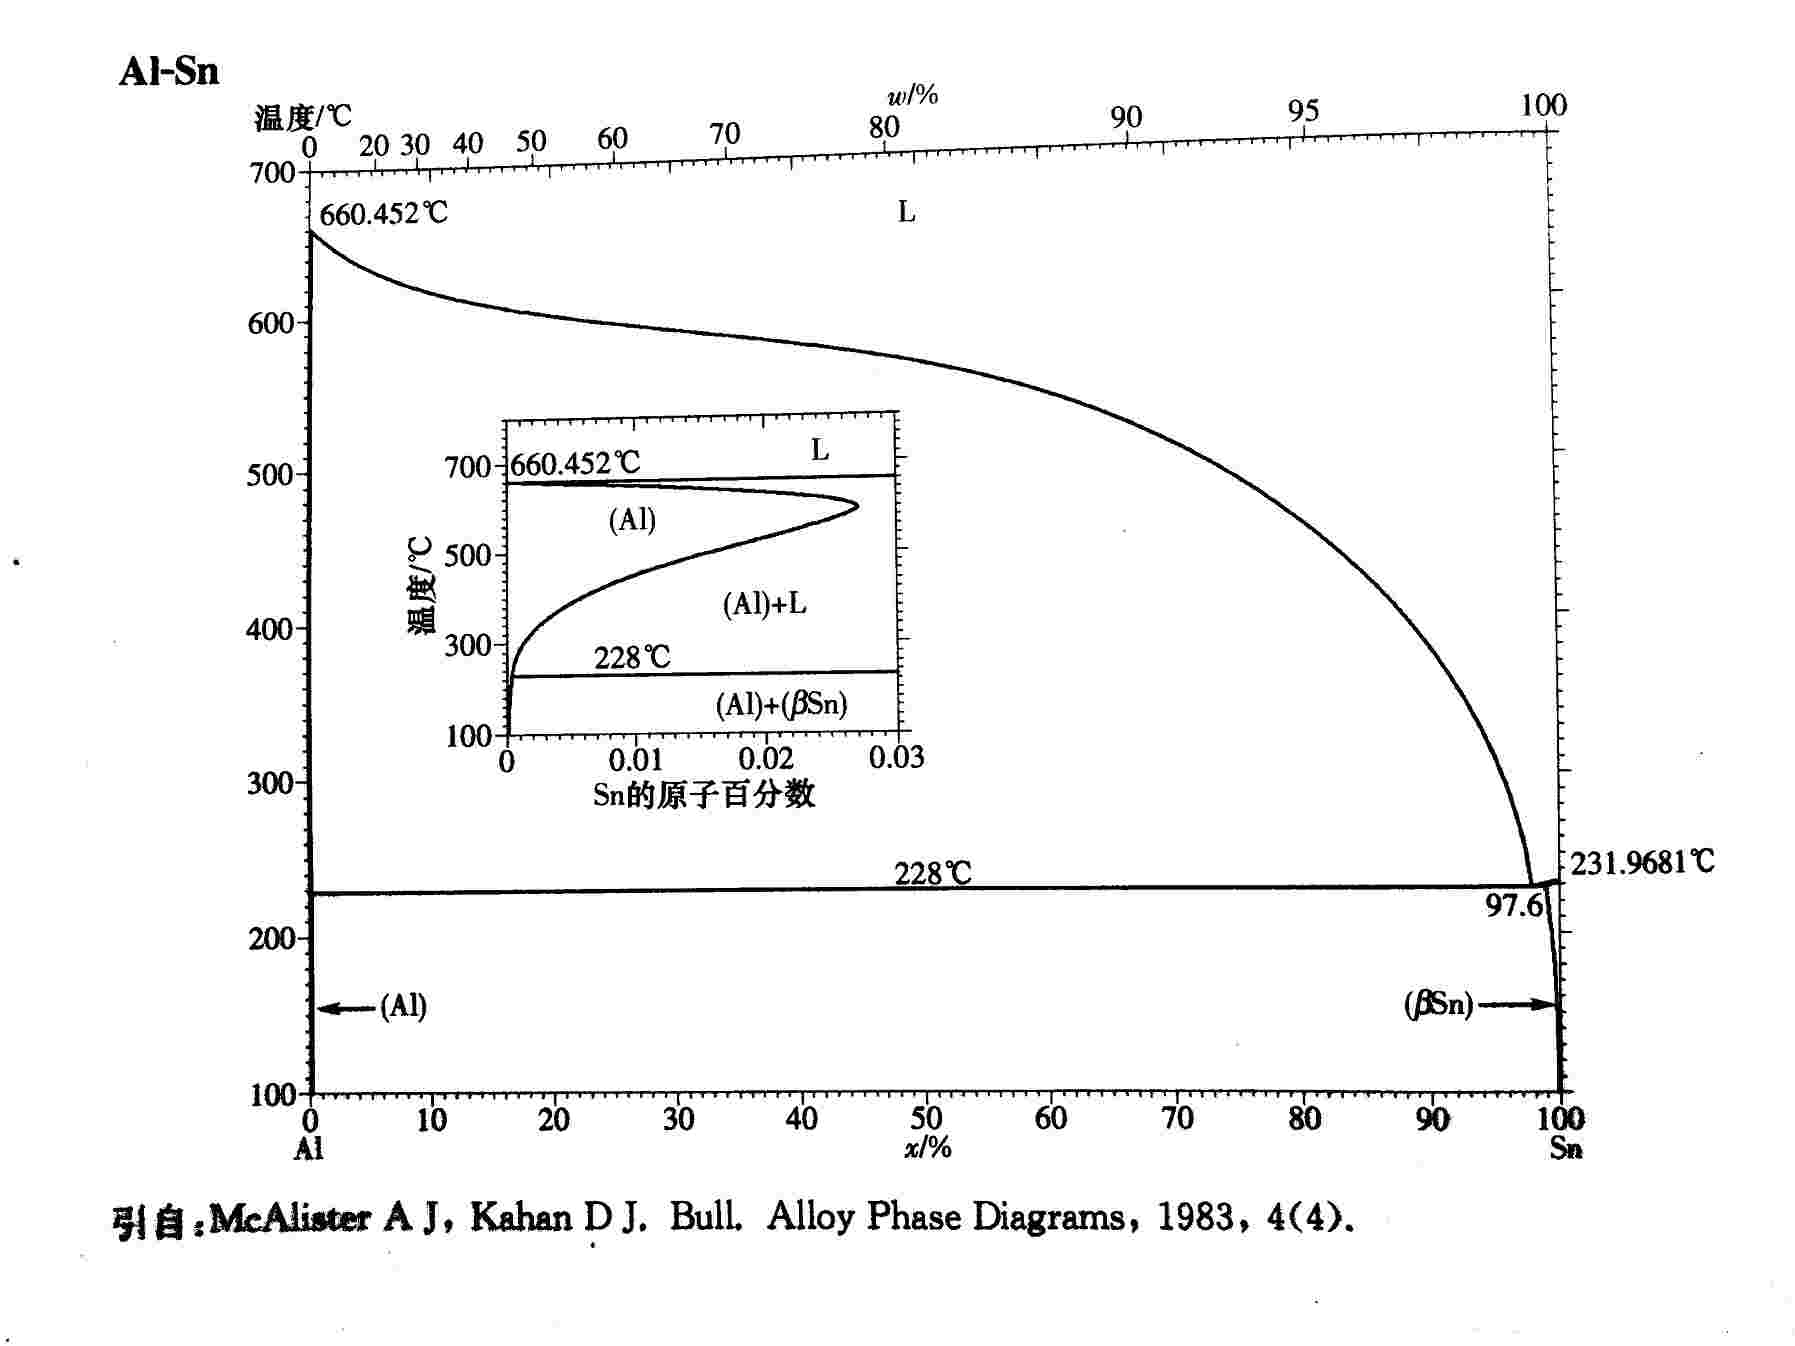 Al-Sn
w/%
温度/℃
0 20 30 40 50 60 70 80 90 95 100
700
660.452℃
L
600
500
400
300
200
100
700
660.452℃
L
(Al)
温度/℃
500
(Al)+L
300
228℃
(Al)+(βSn)
100
0 0.01 0.02 0.03
Sn的原子百分数
228℃
231.9681℃
97.6
(Al)
(βSn)
0 10 20 30 40 50 60 70 80 90 100
Al
x/%
Sn
引自:McAlister A J, Kahan D J. Bull. Alloy Phase Diagrams, 1983, 4(4).